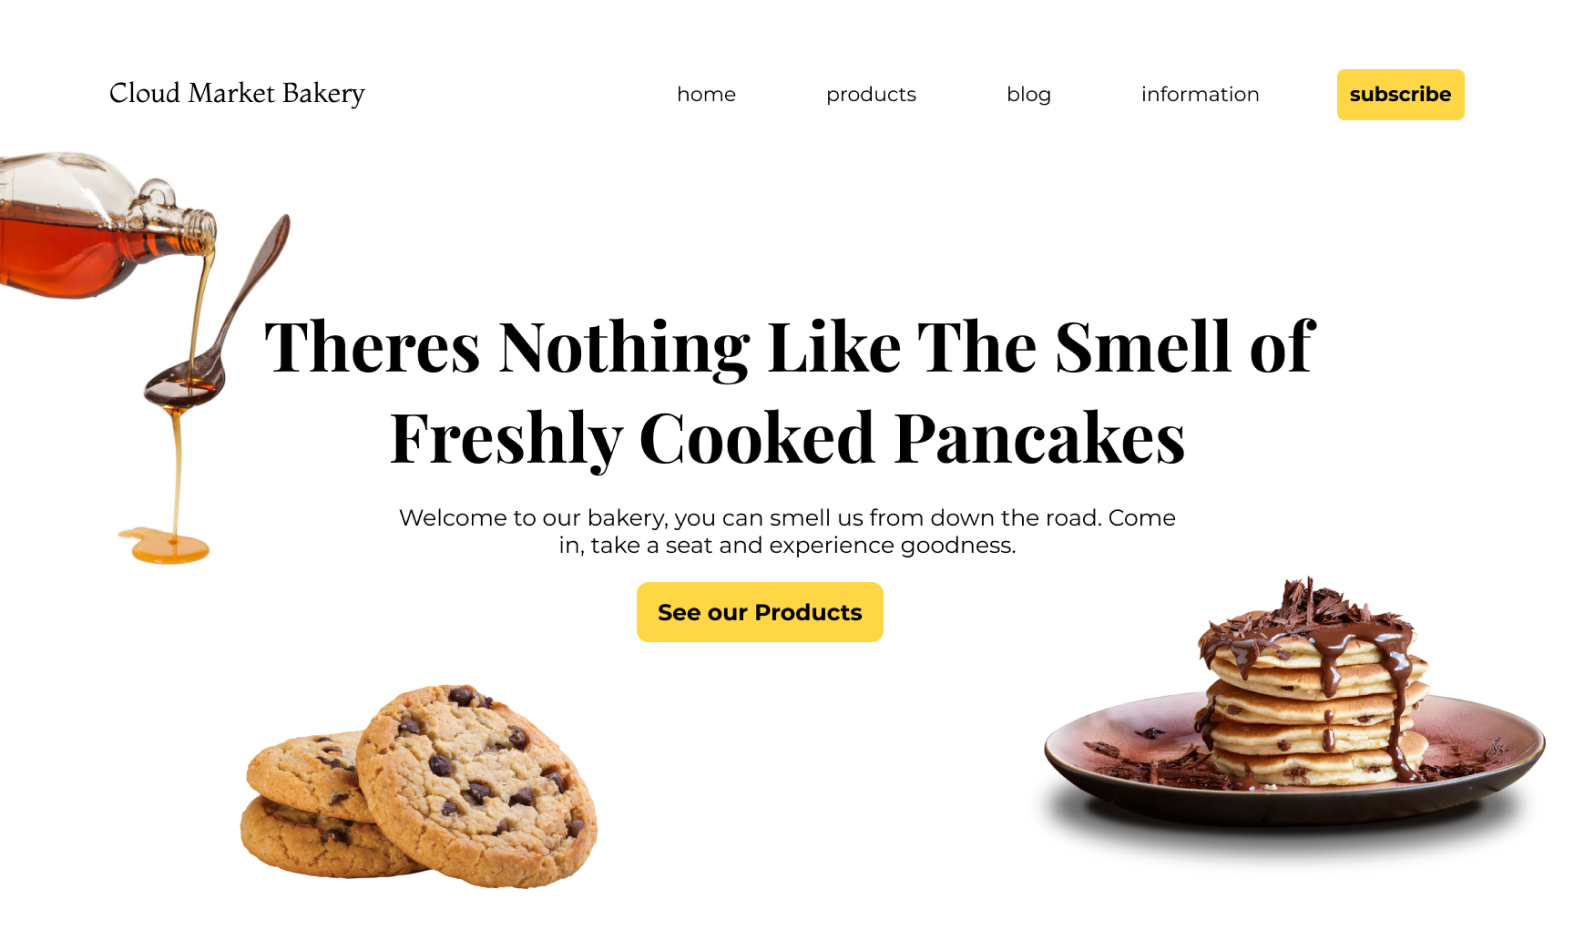 Cloud Market Bakery
home products blog information subscribe
Theres Nothing Like The Smell of
Freshly Cooked Pancakes
Welcome to our bakery, you can smell us from down the road. Come
in, take a seat and experience goodness.
See our Products